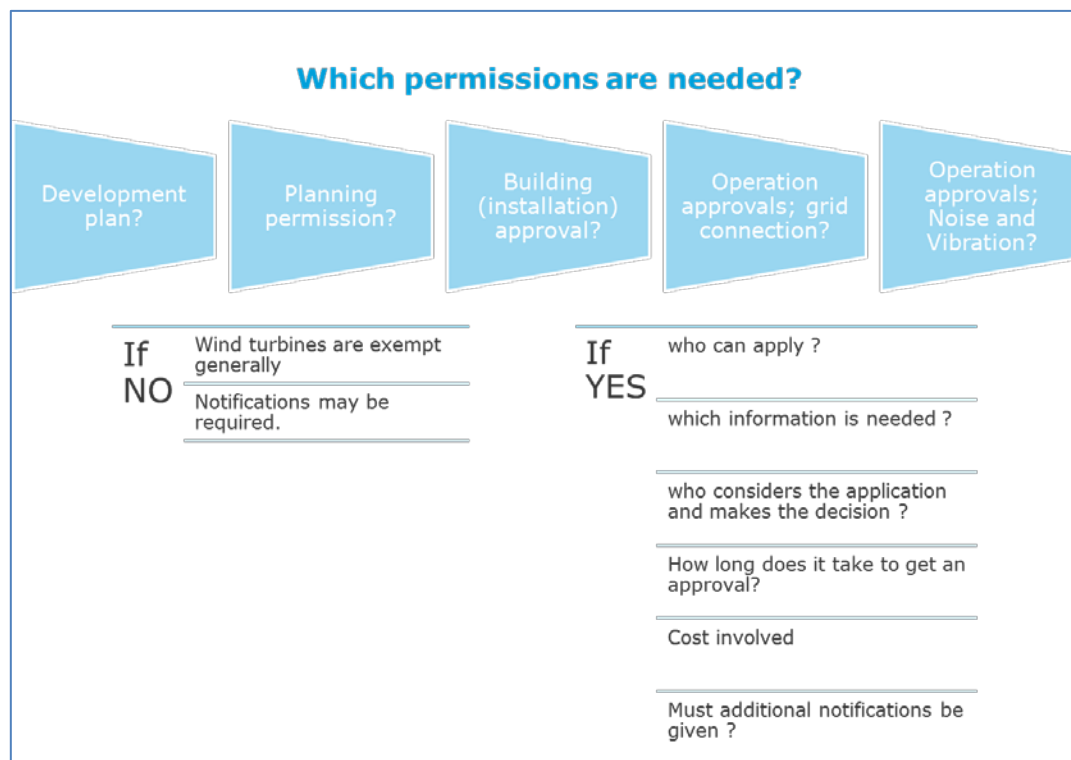 Which permissions are needed?
Development
plan?
Planning
permission?
Building
(installation)
approval?
Operation
approvals; grid
connection?
Operation
approvals;
Noise and
Vibration?
If
NO
Wind turbines are exempt
generally
Notifications may be
required.
If
YES
who can apply ?
which information is needed ?
who considers the application
and makes the decision ?
How long does it take to get an
approval?
Cost involved
Must additional notifications be
given ?